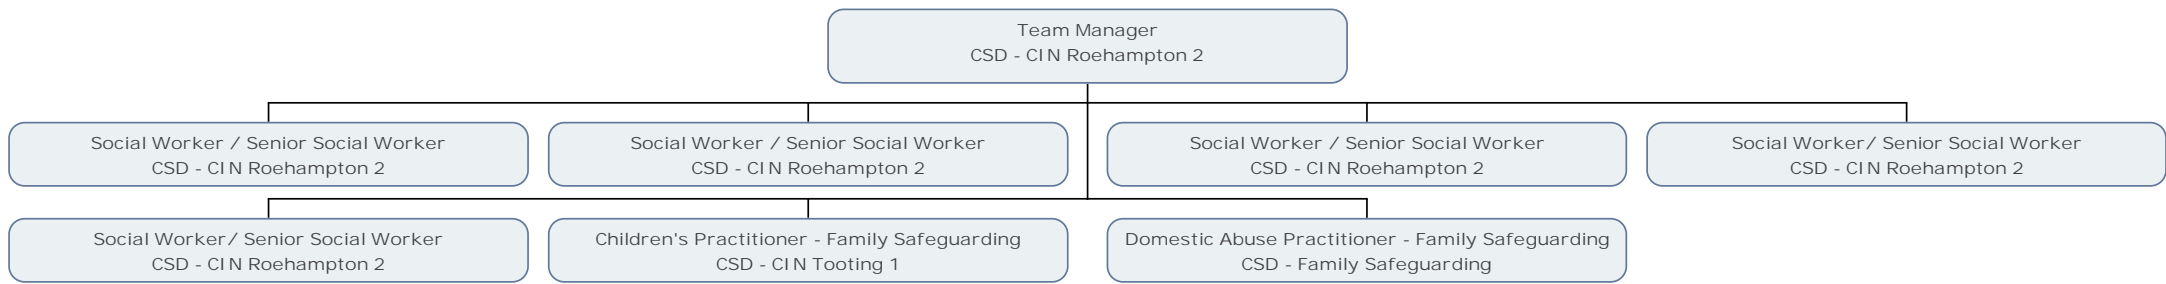 Team Manager
CSD - CIN Roehampton 2
Social Worker / Senior Social Worker
CSD - CIN Roehampton 2
Social Worker / Senior Social Worker
CSD - CIN Roehampton 2
Social Worker / Senior Social Worker
CSD - CIN Roehampton 2
Social Worker/ Senior Social Worker
CSD - CIN Roehampton 2
Social Worker/ Senior Social Worker
CSD - CIN Roehampton 2
Children's Practitioner - Family Safeguarding
CSD - CIN Tooting 1
Domestic Abuse Practitioner - Family Safeguarding
CSD - Family Safeguarding